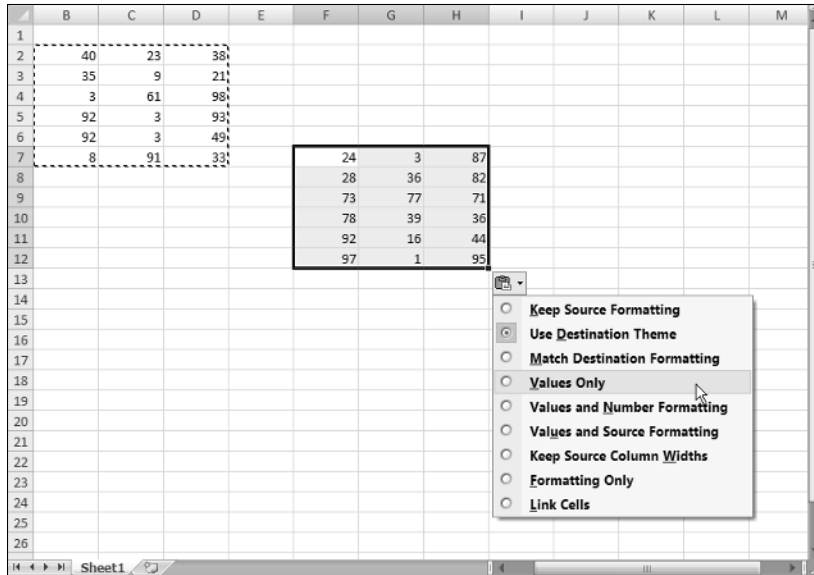 B C D E F G H I J K L M
1
2 40 23 38
3 35 9 21
4 3 61 98
5 92 3 93
6 92 3 49
7 8 91 33 24 3 87
8 28 36 82
9 73 77 71
10 78 39 36
11 92 16 44
12 97 1 95
13
14 Keep Source Formatting
15 Use Destination Theme
16
17 Match Destination Formatting
18 Values Only
19 Values and Number Formatting
20
21 Values and Source Formatting
22 Keep Source Column Widths
23 Formatting Only
24 Link Cells
25
26
Sheet1